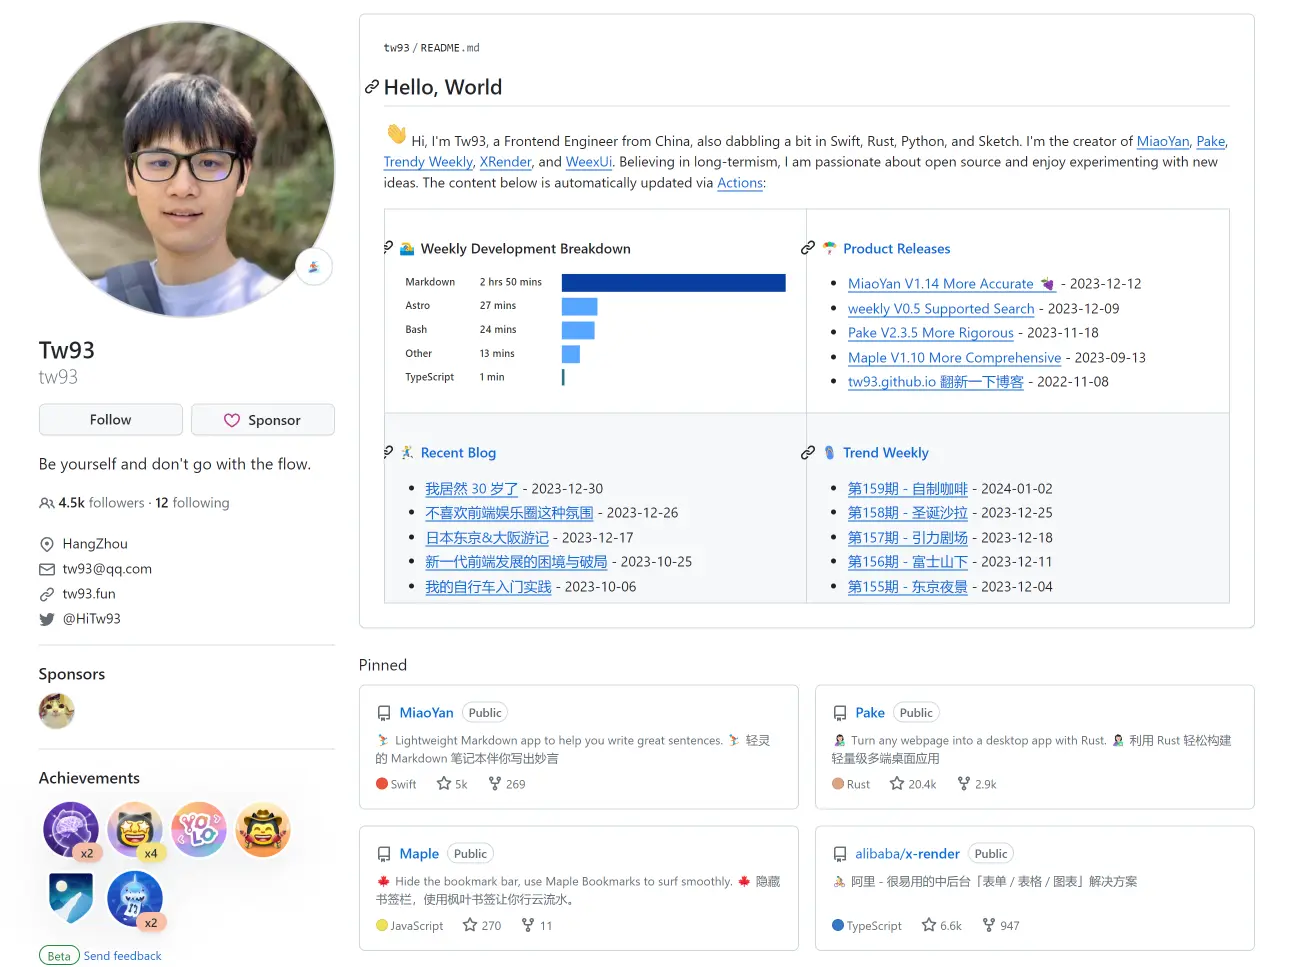 Tw93
tw93
Follow
Sponsor
Be yourself and don't go with the flow.
4.5k followers · 12 following
HangZhou
tw93@qq.com
tw93.fun
@HiTw93
Sponsors
Achievements
x2
x4
YOLO
x2
Beta Send feedback
tw93/README.md
Hello, World
👋 Hi, I'm Tw93, a Frontend Engineer from China, also dabbling a bit in Swift, Rust, Python, and Sketch. I'm the creator of MiaoYan, Pake,
Trendy Weekly, XRender, and WeexUi. Believing in long-termism, I am passionate about open source and enjoy experimenting with new
ideas. The content below is automatically updated via Actions:
Weekly Development Breakdown
Markdown 2 hrs 50 mins
Astro 27 mins
Bash 24 mins
Other 13 mins
TypeScript 1 min
Product Releases
MiaoYan V1.14 More Accurate 🍇 - 2023-12-12
weekly V0.5 Supported Search - 2023-12-09
Pake V2.3.5 More Rigorous - 2023-11-18
Maple V1.10 More Comprehensive - 2023-09-13
tw93.github.io 翻新一下博客 - 2022-11-08
Recent Blog
我居然 30 岁了 - 2023-12-30
不喜欢前端娱乐圈这种氛围 - 2023-12-26
日本东京&大阪游记 - 2023-12-17
新一代前端发展的困境与破局 - 2023-10-25
我的自行车入门实践 - 2023-10-06
Trend Weekly
第159期 - 自制咖啡 - 2024-01-02
第158期 - 圣诞沙拉 - 2023-12-25
第157期 - 引力剧场 - 2023-12-18
第156期 - 富士山下 - 2023-12-11
第155期 - 东京夜景 - 2023-12-04
Pinned
MiaoYan Public
Lightweight Markdown app to help you write great sentences. 轻灵
的 Markdown 笔记本伴你写出妙言
Swift 5k 269
Pake Public
Turn any webpage into a desktop app with Rust. 利用 Rust 轻松构建
轻量级多端桌面应用
Rust 20.4k 2.9k
Maple Public
🍁 Hide the bookmark bar, use Maple Bookmarks to surf smoothly. 🍁 隐藏
书签栏，使用枫叶书签让你行云流水。
JavaScript 270 11
alibaba/x-render Public
阿里 - 很易用的中后台「表单 / 表格 / 图表」解决方案
TypeScript 6.6k 947